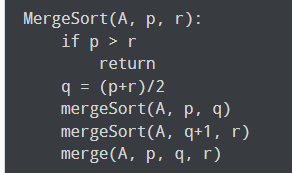 MergeSort(A, p, r):
    if p > r
        return
    q = (p+r)/2
    mergeSort(A, p, q)
    mergeSort(A, q+1, r)
    merge(A, p, q, r)